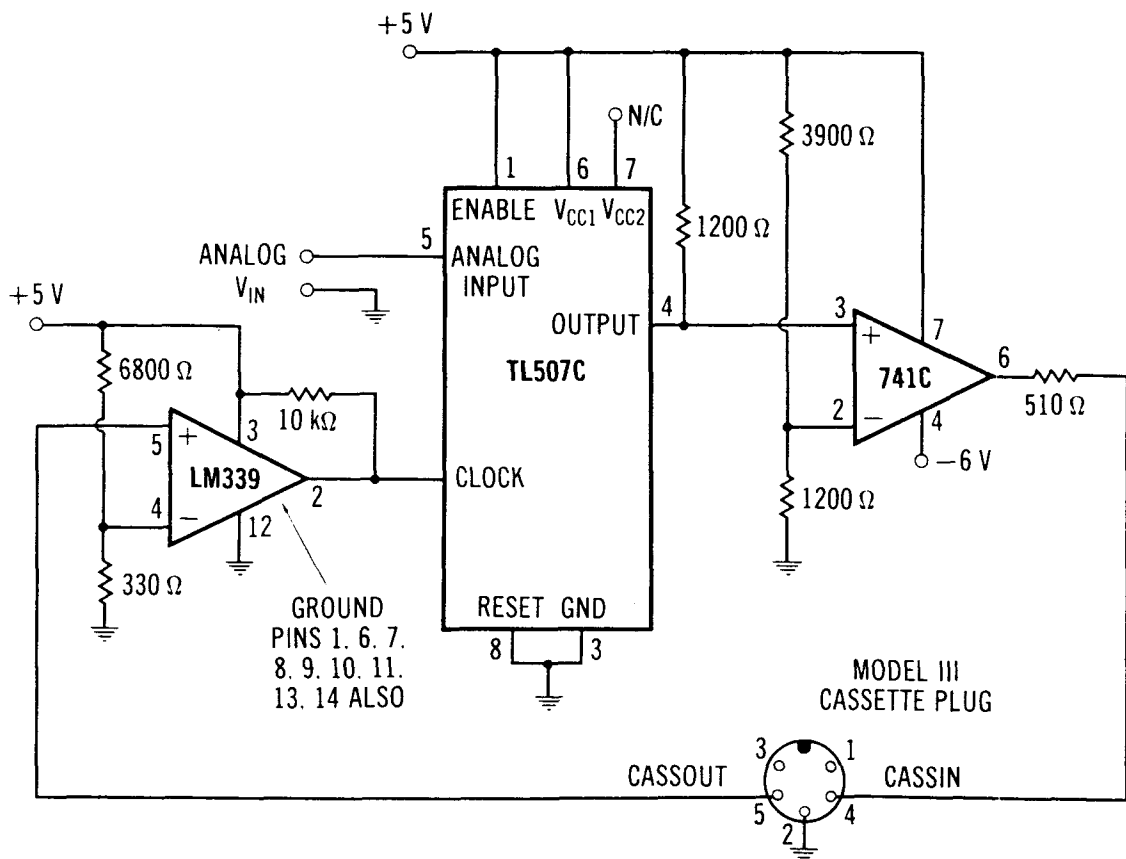 +5 V
N/C
3900 Ω
1
6
7
ENABLE
V_CC1
V_CC2
1200 Ω
5
ANALOG
V_IN
ANALOG
INPUT
+5 V
4
OUTPUT
3
7
+
741C
6
TL507C
510 Ω
6800 Ω
10 kΩ
2
−
4
−6 V
5
+
3
LM339
2
CLOCK
1200 Ω
4
−
12
330 Ω
GROUND
PINS 1, 6, 7,
8, 9, 10, 11,
13, 14 ALSO
RESET
GND
8
3
MODEL III
CASSETTE PLUG
3
1
CASSOUT
CASSIN
5
2
4